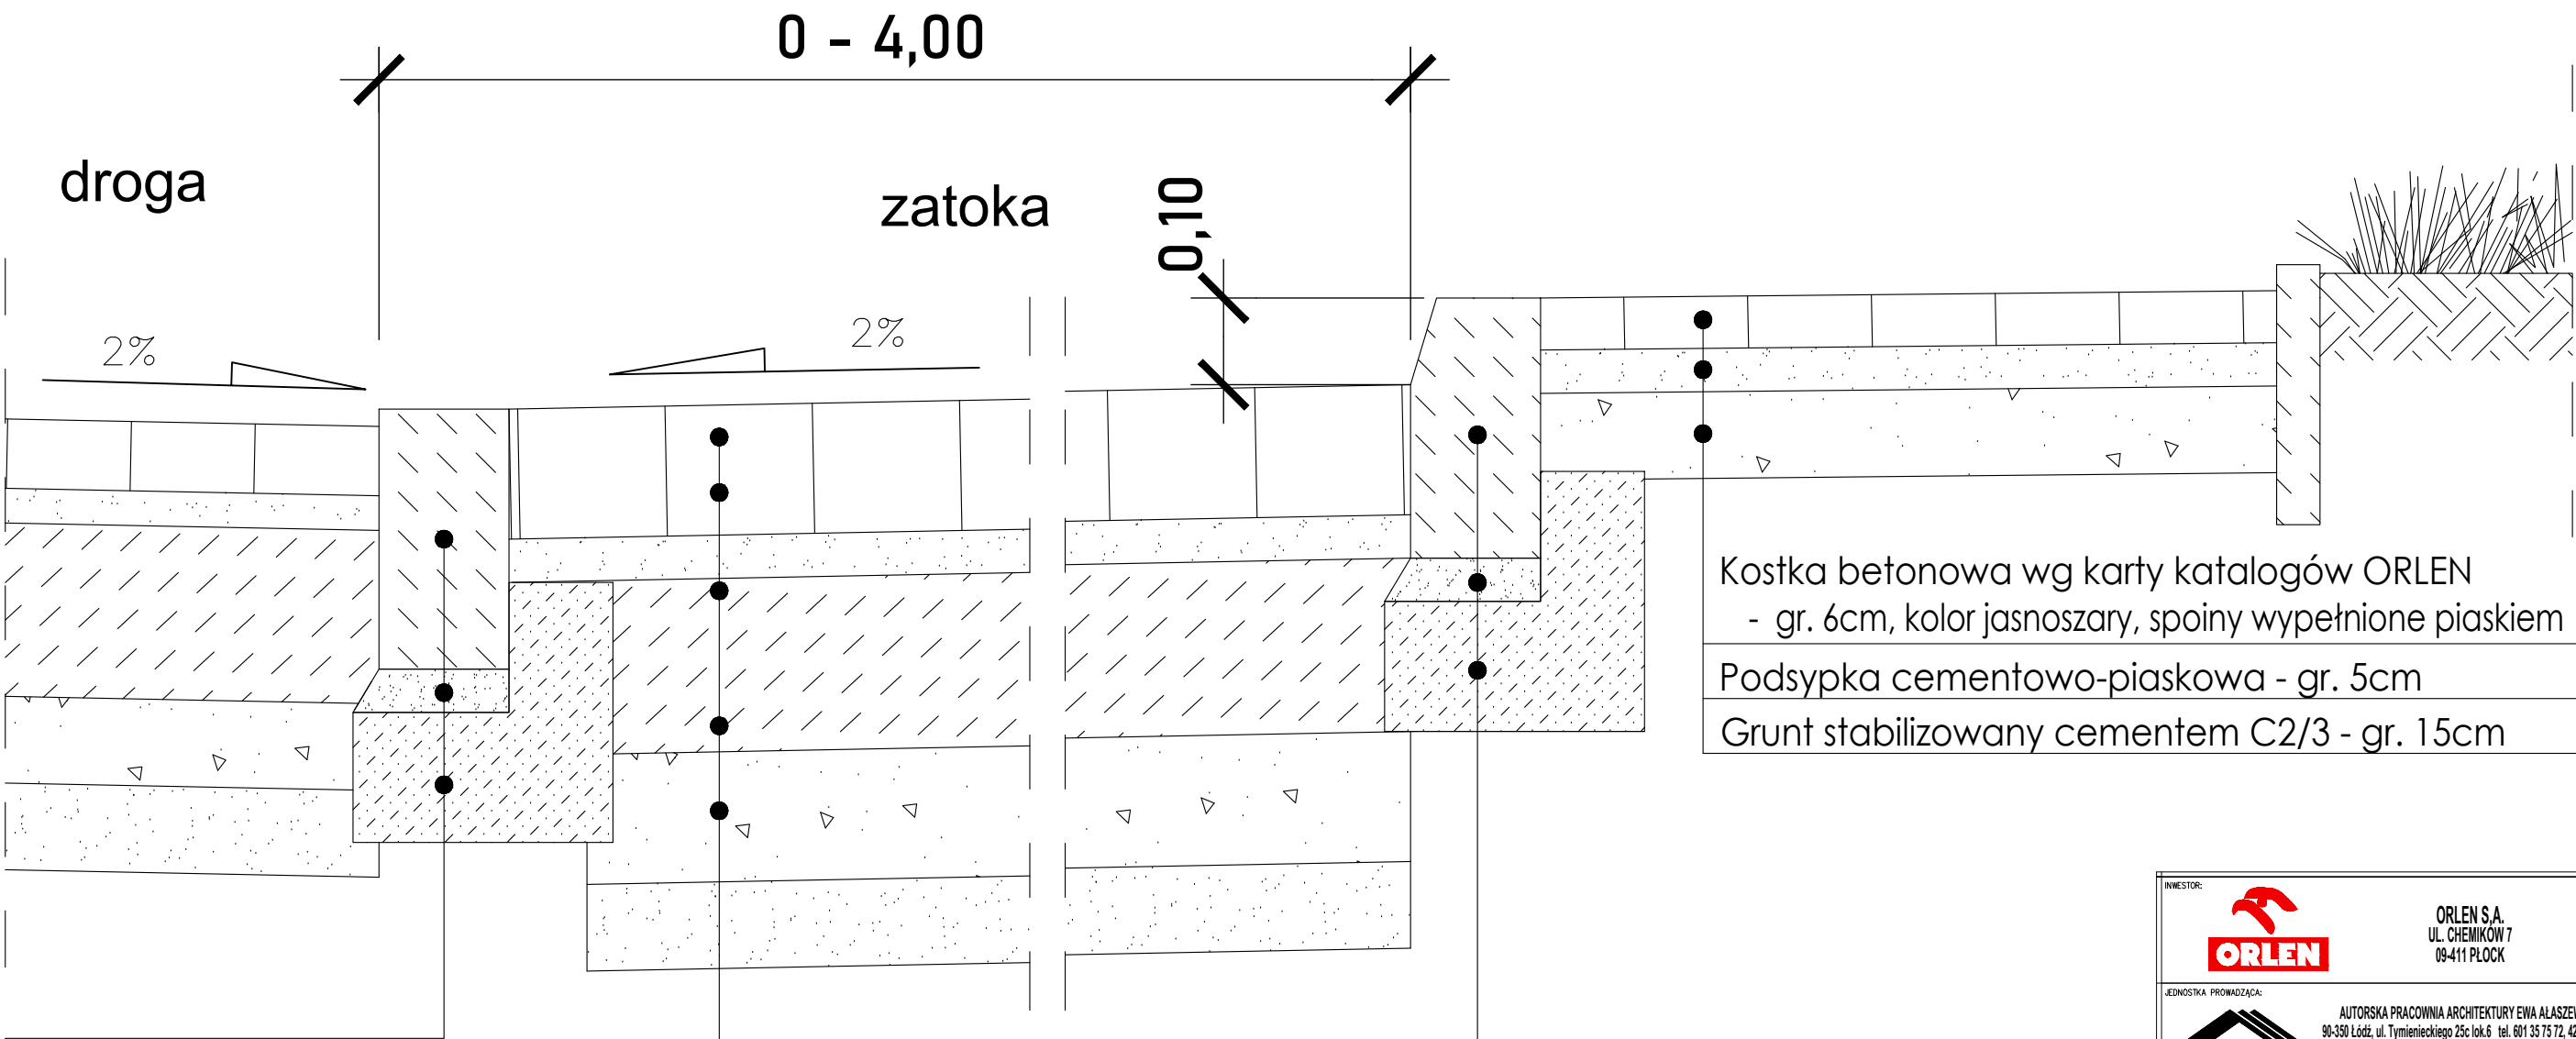 0 - 4,00
droga
zatoka
0,10
2%
2%
Kostka betonowa wg karty katalogów ORLEN
- gr. 6cm, kolor jasnoszary, spoiny wypełnione piaskiem
Podsypka cementowo-piaskowa - gr. 5cm
Grunt stabilizowany cementem C2/3 - gr. 15cm
INWESTOR:
ORLEN
ORLEN S.A.
UL. CHEMIKÓW 7
09-411 PŁOCK
JEDNOSTKA PROWADZĄCA:
AUTORSKA PRACOWNIA ARCHITEKTURY EWA
90-350 Łódź, ul. Tymienieckiego 25c lok.6 tel. 601 35 75 72,